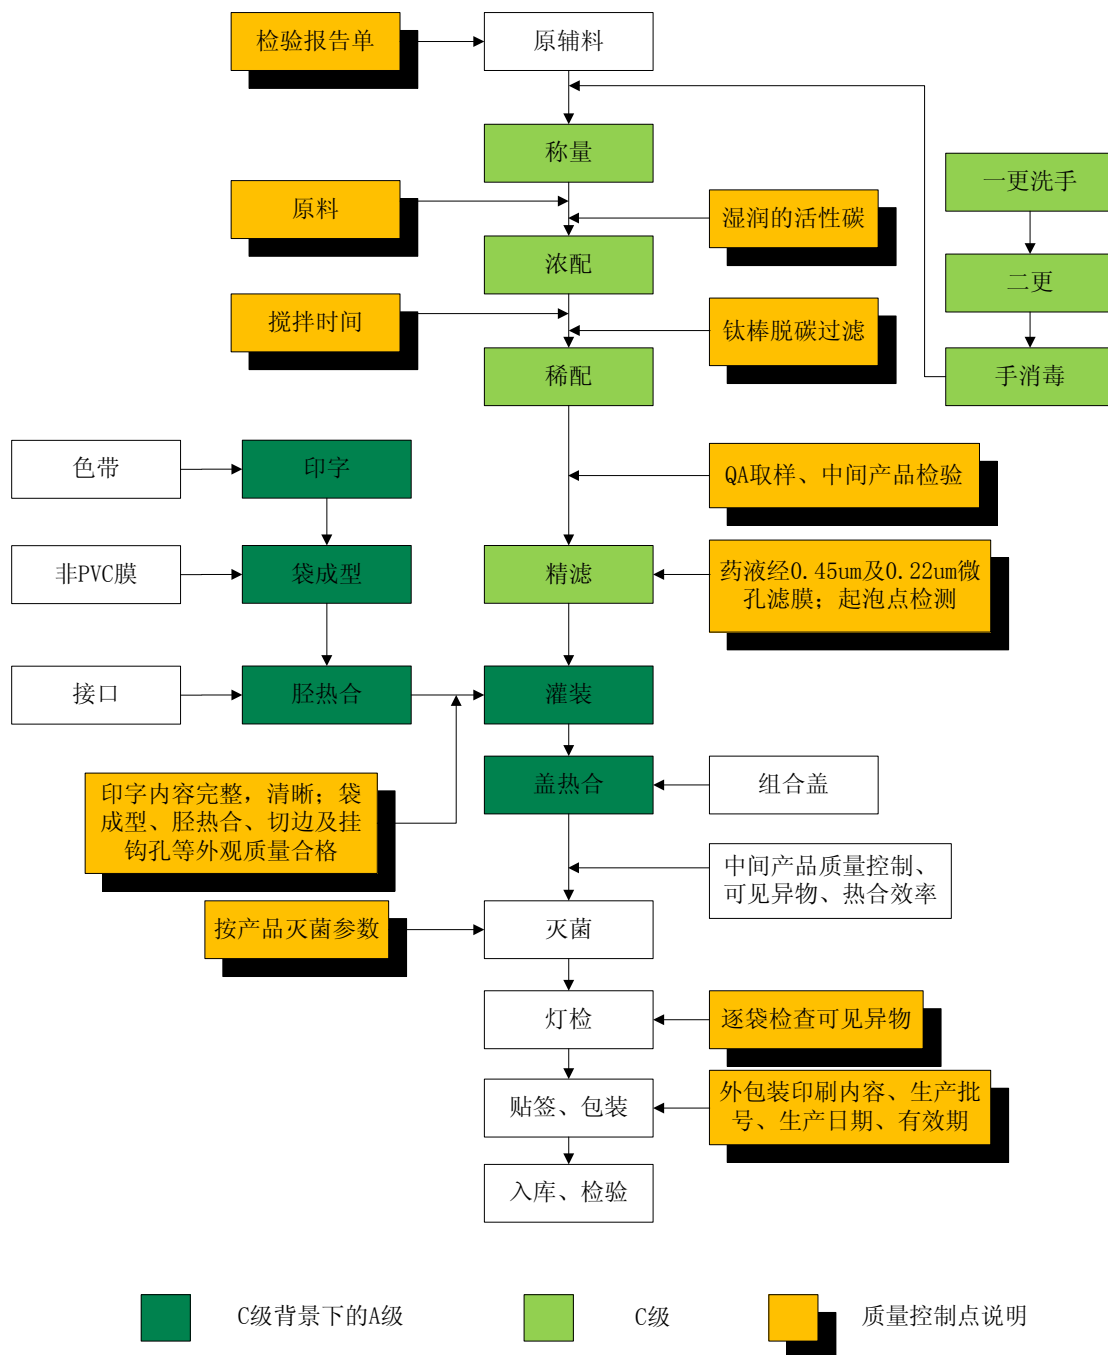 检验报告单
原辅料
称量
一更洗手
原料
湿润的活性碳
浓配
二更
搅拌时间
钛棒脱碳过滤
稀配
手消毒
色带
印字
QA取样、中间产品检验
非PVC膜
袋成型
精滤
药液经0.45um及0.22um微
孔滤膜；起泡点检测
接口
胫热合
灌装
盖热合
组合盖
印字内容完整，清晰；袋
成型、胫热合、切边及挂
钩孔等外观质量合格
中间产品质量控制、
可见异物、热合效率
按产品灭菌参数
灭菌
灯检
逐袋检查可见异物
贴签、包装
外包装印刷内容、生产批
号、生产日期、有效期
入库、检验
C级背景下的A级
C级
质量控制点说明